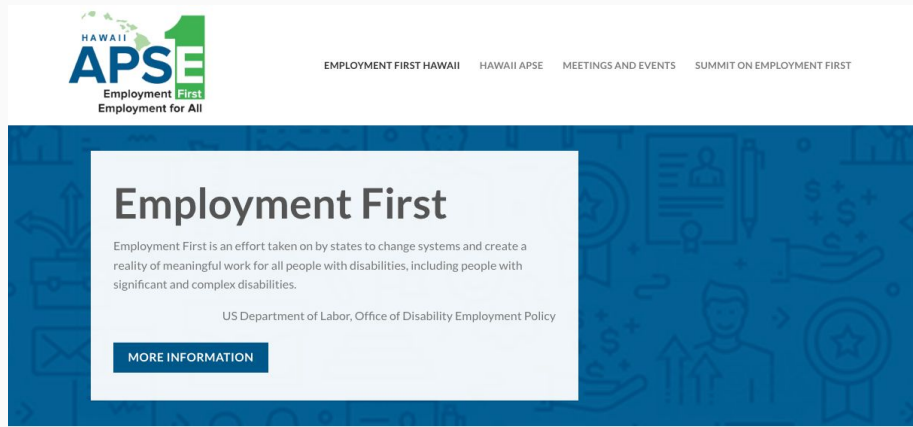 HAWAII
APSE
1
Employment First
Employment for All
EMPLOYMENT FIRST HAWAII
HAWAII APSE
MEETINGS AND EVENTS
SUMMIT ON EMPLOYMENT FIRST
Employment First
Employment First is an effort taken on by states to change systems and create a
reality of meaningful work for all people with disabilities, including people with
significant and complex disabilities.
US Department of Labor, Office of Disability Employment Policy
MORE INFORMATION